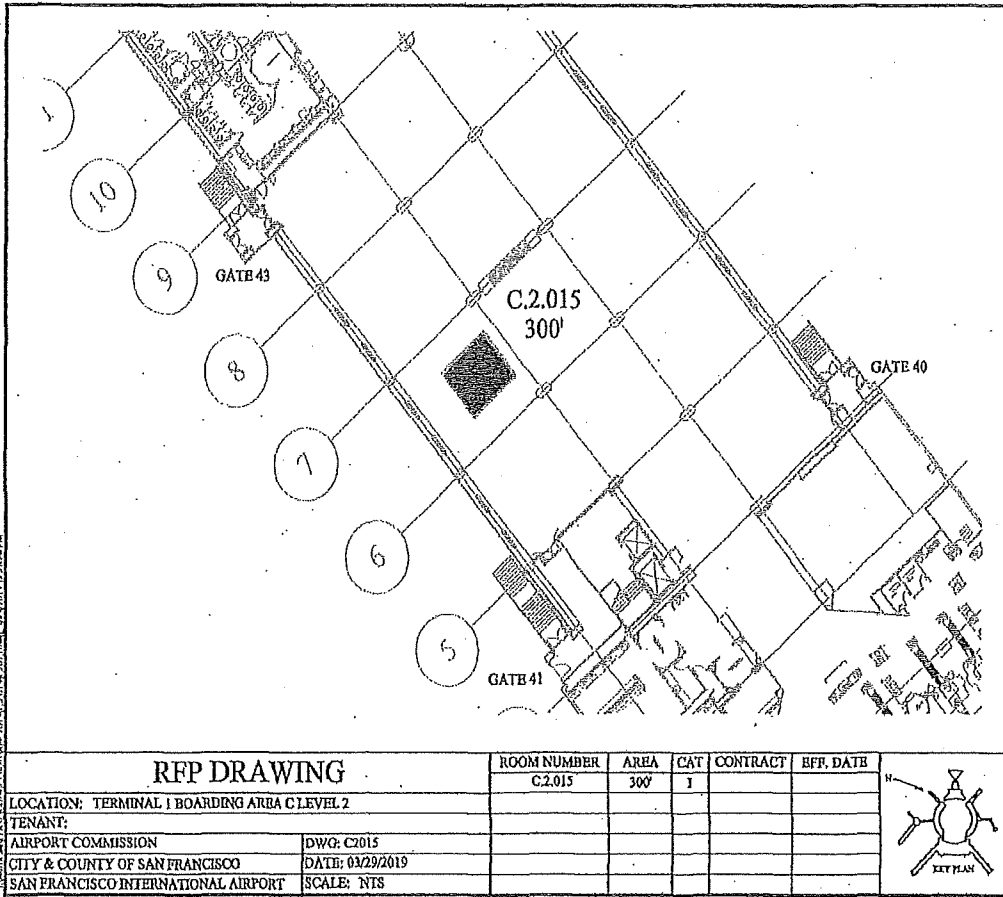 10
9
GATE 43
8
C.2.015
300'
GATE 40
7
6
5
GATE 41
RFP DRAWING
ROOM NUMBER AREA CAT CONTRACT EFF. DATE
C.2.015 300' 1
LOCATION: TERMINAL 1 BOARDING AREA C LEVEL 2
TENANT:
AIRPORT COMMISSION DWG: C2015
CITY & COUNTY OF SAN FRANCISCO DATE: 03/29/2019
SAN FRANCISCO INTERNATIONAL AIRPORT SCALE: NTS
N
KEY PLAN